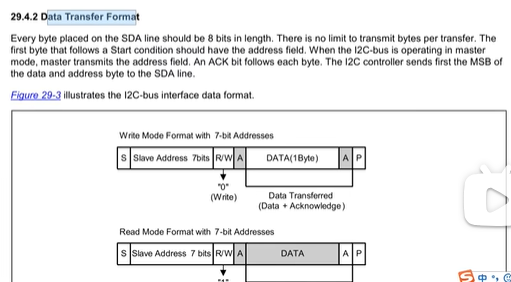 29.4.2 Data Transfer Format
Every byte placed on the SDA line should be 8 bits in length. There is no limit to transmit bytes per transfer. The
first byte that follows a Start condition should have the address field. When the I2C-bus is operating in master
mode, master transmits the address field. An ACK bit follows each byte. The I2C controller sends first the MSB of
the data and address byte to the SDA line.
Figure 29-3 illustrates the I2C-bus interface data format.
Write Mode Format with 7-bit Addresses
S Slave Address 7bits R/W A DATA(1Byte) A P
"0"
(Write)
Data Transferred
(Data + Acknowledge)
Read Mode Format with 7-bit Addresses
S Slave Address 7 bits R/W A DATA A P
S 中